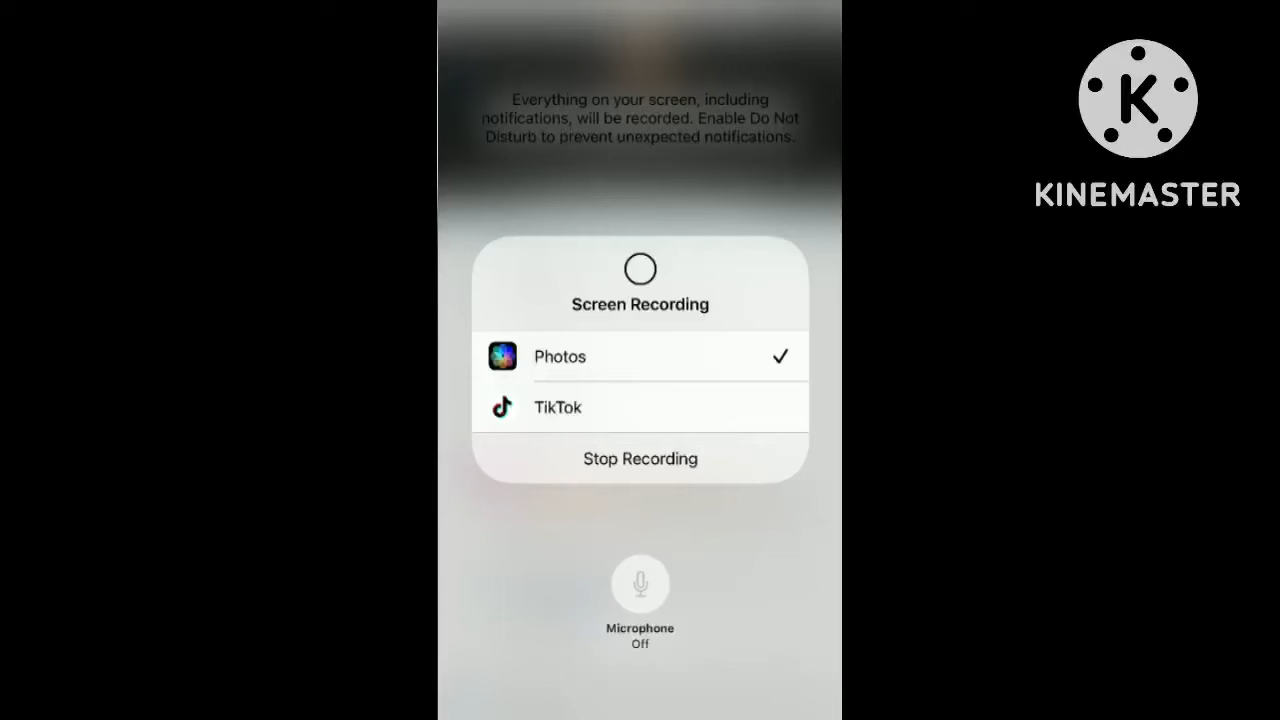 Everything on your screen, including
notifications, will be recorded. Enable Do Not
Disturb to prevent unexpected notifications.
K
KINEMASTER
Screen Recording
Photos
TikTok
Stop Recording
Microphone
Off